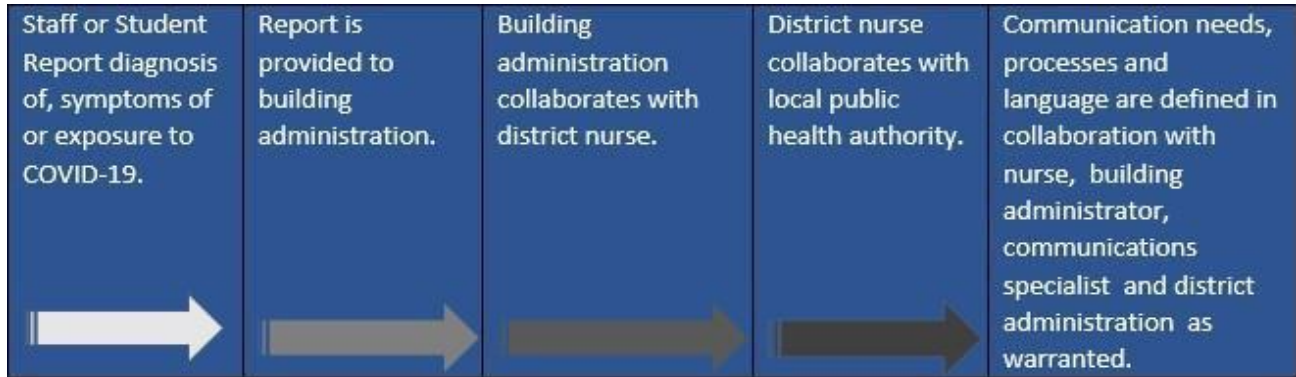 Staff or Student
Report diagnosis
of, symptoms of
or exposure to
COVID-19.
Report is
provided to
building
administration.
Building
administration
collaborates with
district nurse.
District nurse
collaborates with
local public
health authority.
Communication needs,
processes and
language are defined in
collaboration with
nurse, building
administrator,
communications
specialist and district
administration as
warranted.